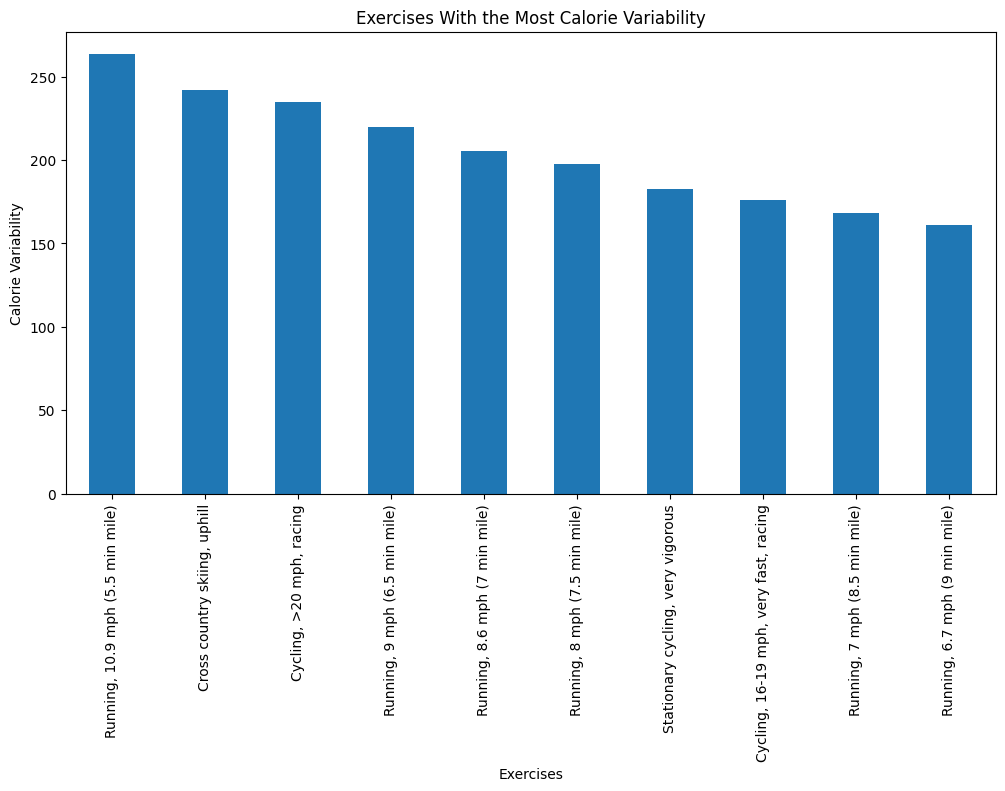 Exercises With the Most Calorie Variability
Calorie Variability
250
200
150
100
50
0
Running, 10.9 mph (5.5 min mile)
Cross country skiing, uphill
Cycling, >20 mph, racing
Running, 9 mph (6.5 min mile)
Running, 8.6 mph (7 min mile)
Running, 8 mph (7.5 min mile)
Stationary cycling, very vigorous
Cycling, 16-19 mph, very fast, racing
Running, 7 mph (8.5 min mile)
Running, 6.7 mph (9 min mile)
Exercises